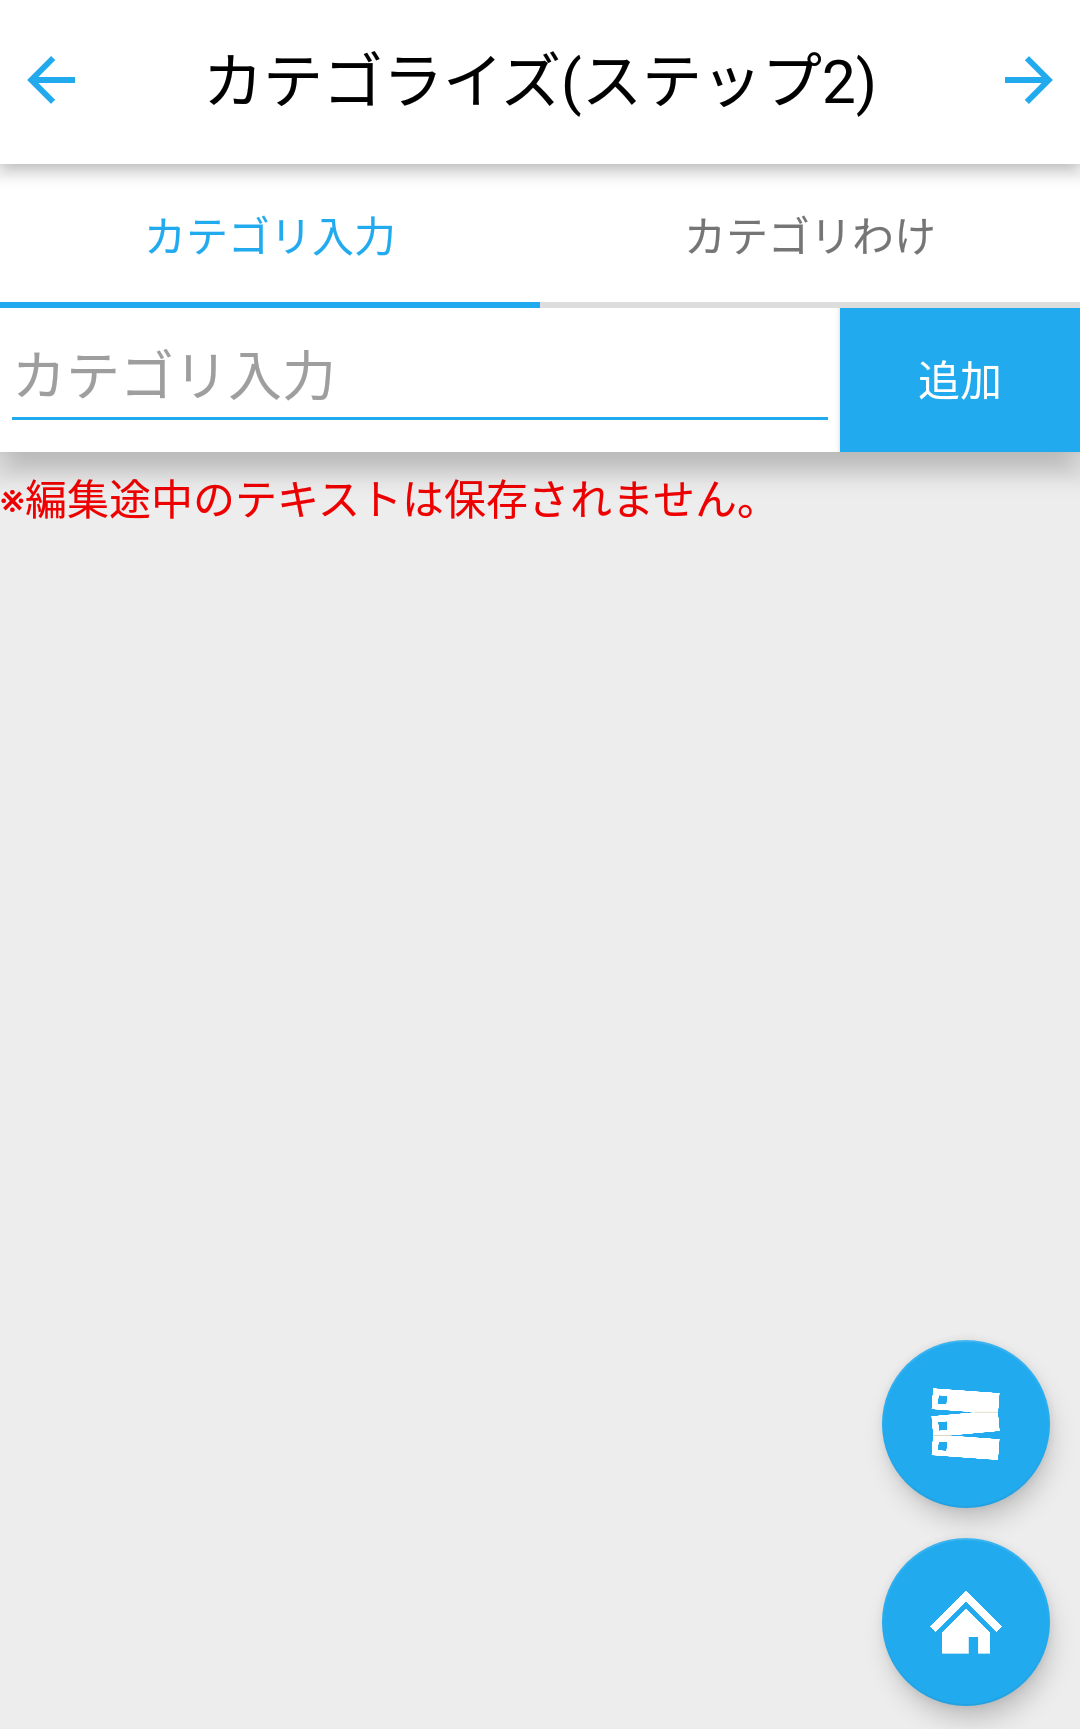 カテゴライズ(ステップ2)
カテゴリ入力
カテゴリわけ
カテゴリ入力
追加
※編集途中のテキストは保存されません。